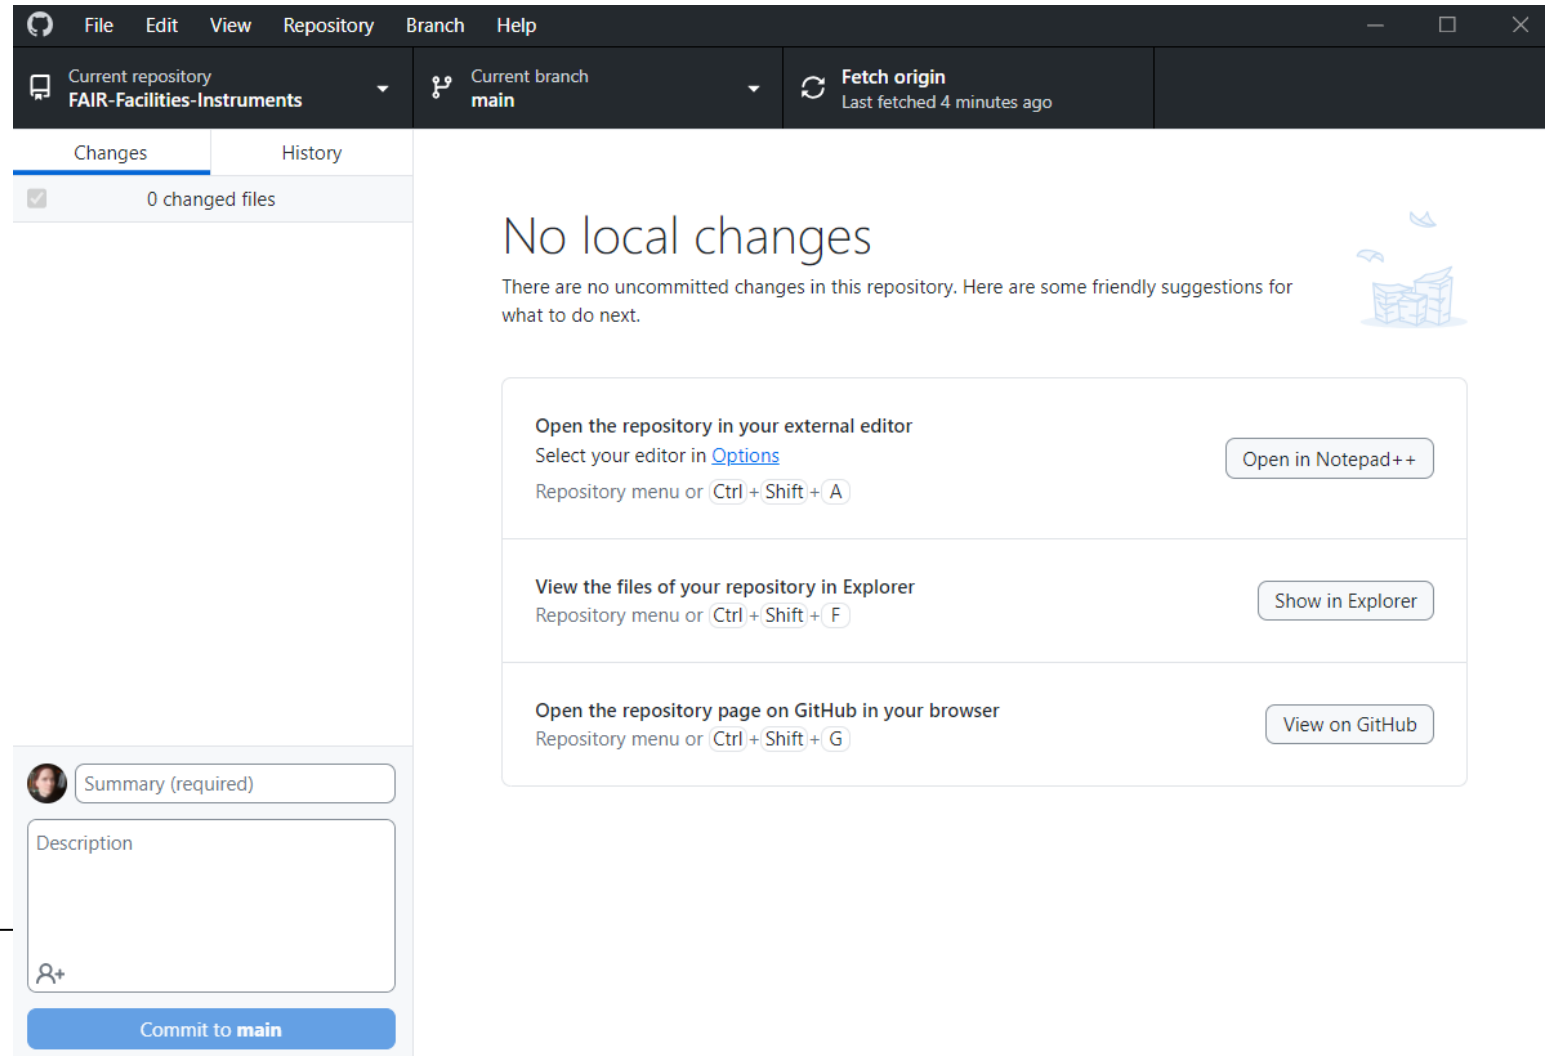 File Edit View Repository Branch Help
Current repository
FAIR-Facilities-Instruments
Current branch
main
Fetch origin
Last fetched 4 minutes ago
Changes
History
0 changed files
No local changes
There are no uncommitted changes in this repository. Here are some friendly suggestions for
what to do next.
Open the repository in your external editor
Select your editor in Options
Repository menu or Ctrl + Shift + A
Open in Notepad++
View the files of your repository in Explorer
Repository menu or Ctrl + Shift + F
Show in Explorer
Open the repository page on GitHub in your browser
Repository menu or Ctrl + Shift + G
View on GitHub
Summary (required)
Description
Commit to main